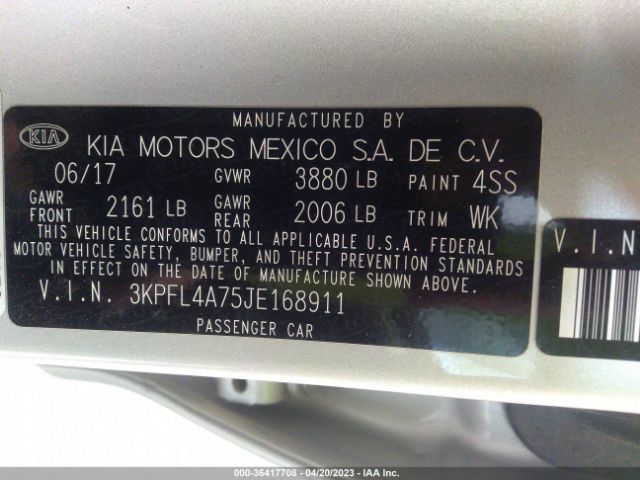 MANUFACTURED BY
KIA KIA MOTORS MEXICO S.A. DE C.V.
06/17 GVWR 3880 LB PAINT 4SS
GAWR FRONT 2161 LB GAWR REAR 2006 LB TRIM WK
THIS VEHICLE CONFORMS TO ALL APPLICABLE U.S.A. FEDERAL
MOTOR VEHICLE SAFETY, BUMPER, AND THEFT PREVENTION STANDARDS
IN EFFECT ON THE DATE OF MANUFACTURE SHOWN ABOVE.
V.I.N. 3KPFL4A75JE168911
PASSENGER CAR
V.I.N
000-36417708 - 04/20/2023 - IAA Inc.